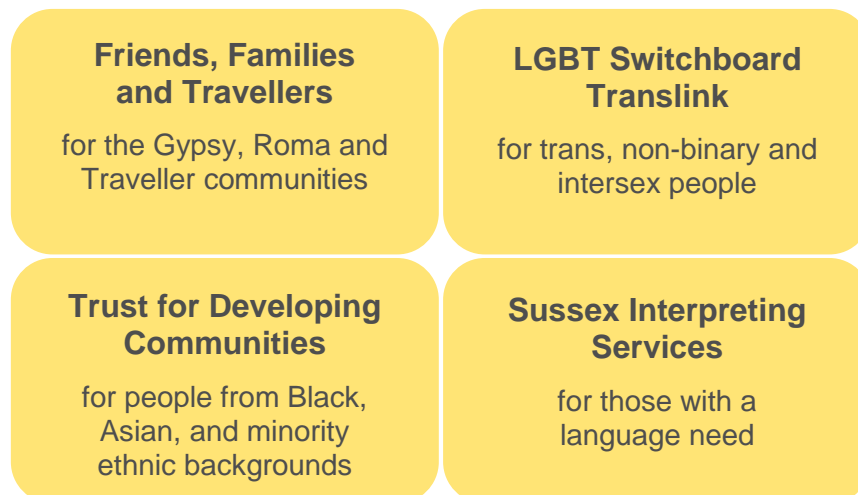 Friends, Families
and Travellers
for the Gypsy, Roma and
Traveller communities
LGBT Switchboard
Translink
for trans, non-binary and
intersex people
Trust for Developing
Communities
for people from Black,
Asian, and minority
ethnic backgrounds
Sussex Interpreting
Services
for those with a
language need